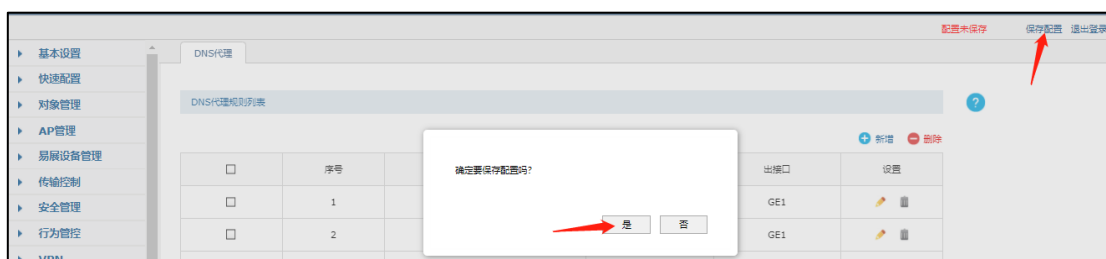 配置未保存 保存配置 退出登录
基本设置
快速配置
对象管理
AP管理
易展设备管理
传输控制
安全管理
行为管控
VPN
DNS代理
DNS代理规则列表
?
新增 删除
序号 出接口 设置
1 GE1
2 GE1
确定要保存配置吗?
是 否